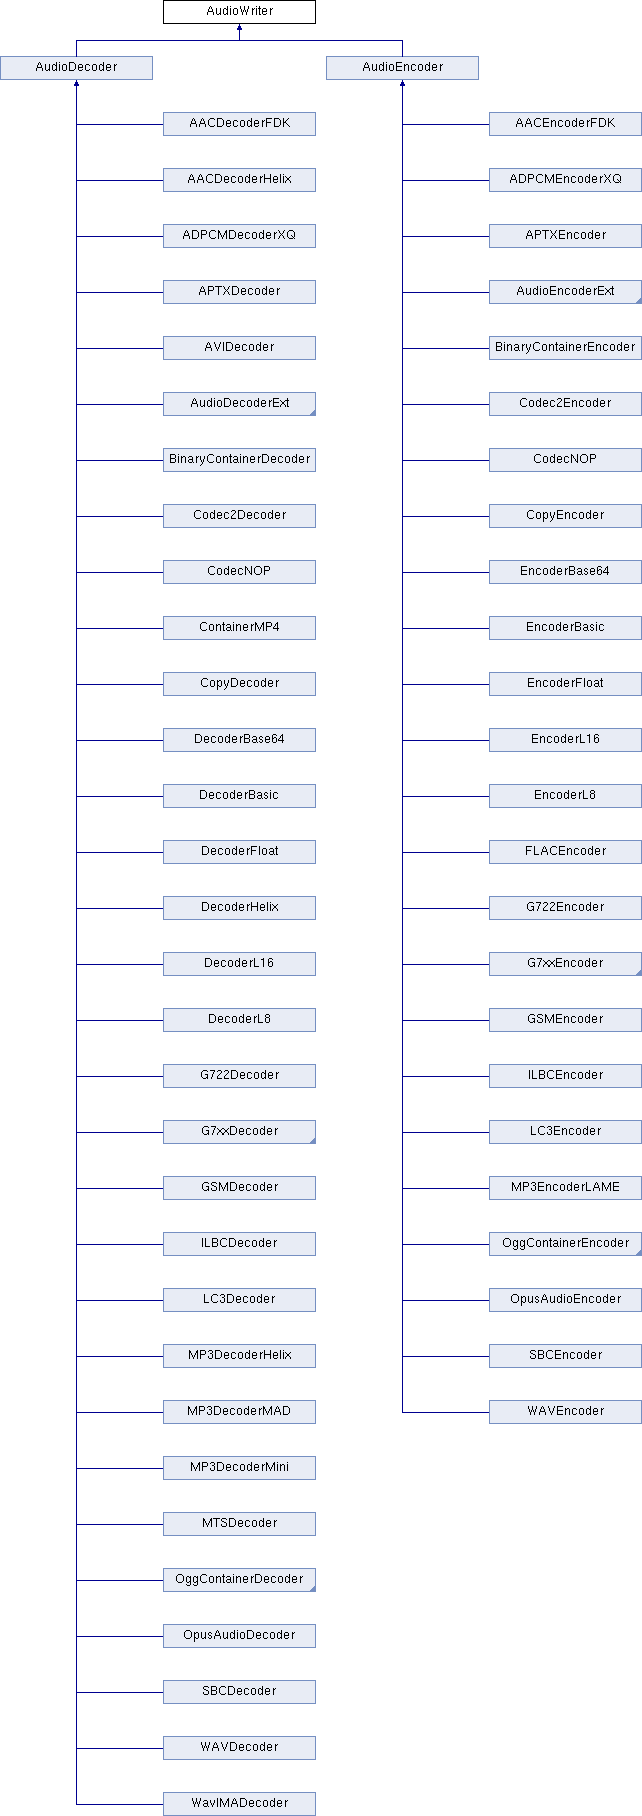 AudioWriter
AudioDecoder
AudioEncoder
AACDecoderFDK
AACEncoderFDK
AACDecoderHelix
ADPCMEncoderXQ
ADPCMDecoderXQ
APTXEncoder
APTXDecoder
AudioEncoderExt
AVIDecoder
BinaryContainerEncoder
AudioDecoderExt
Codec2Encoder
BinaryContainerDecoder
CodecNOP
Codec2Decoder
CopyEncoder
CodecNOP
EncoderBase64
ContainerMP4
EncoderBasic
CopyDecoder
EncoderFloat
DecoderBase64
EncoderL16
DecoderBasic
EncoderL8
DecoderFloat
FLACEncoder
DecoderHelix
G722Encoder
DecoderL16
G7xxEncoder
DecoderL8
GSMEncoder
G722Decoder
ILBCEncoder
G7xxDecoder
LC3Encoder
GSMDecoder
MP3EncoderLAME
ILBCDecoder
OggContainerEncoder
LC3Decoder
OpusAudioEncoder
MP3DecoderHelix
SBCEncoder
MP3DecoderMAD
WAVEncoder
MP3DecoderMini
MTSDecoder
OggContainerDecoder
OpusAudioDecoder
SBCDecoder
WAVDecoder
WavIMADecoder